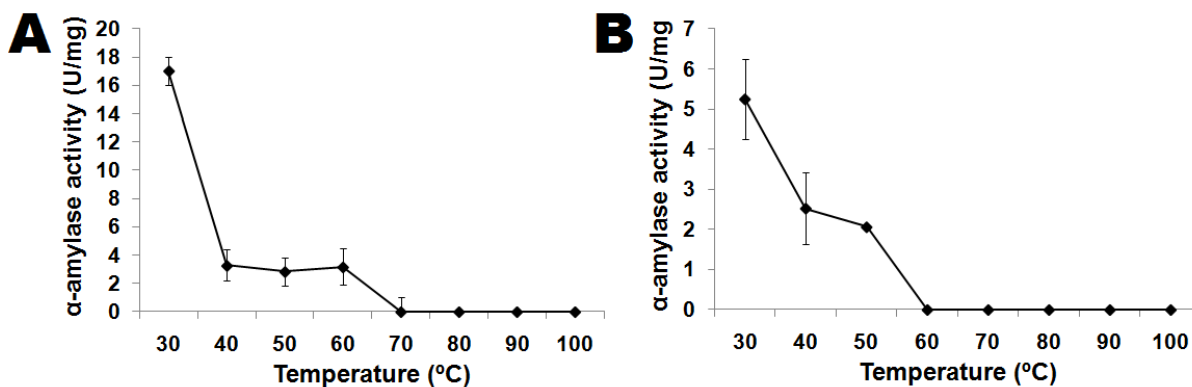 A
α-amylase activity (U/mg)
20
18
16
14
12
10
8
6
4
2
0
30 40 50 60 70 80 90 100
Temperature (ºC)
B
α-amylase activity (U/mg
7
6
5
4
3
2
1
0
30 40 50 60 70 80 90 100
Temperature (ºC)